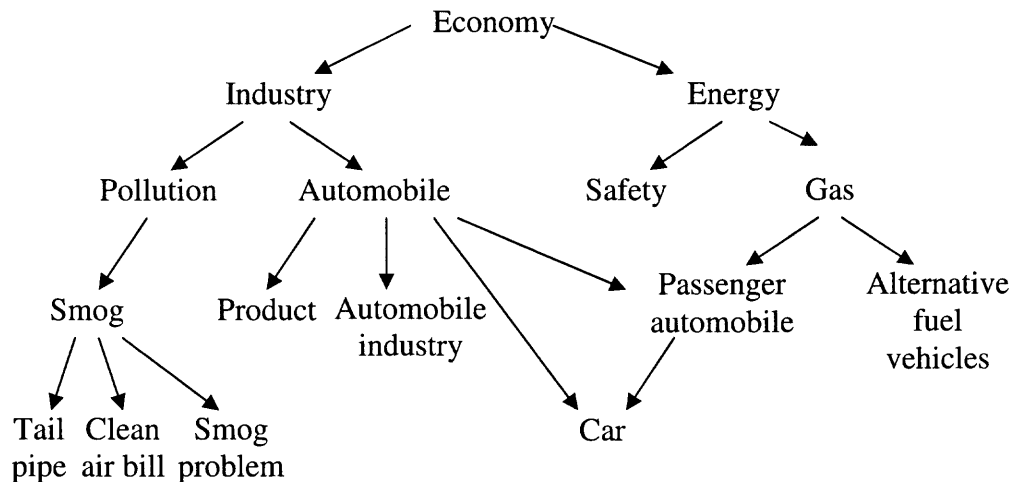 Economy
Industry
Energy
Pollution
Automobile
Safety
Gas
Smog
Product
Automobile
industry
Passenger
automobile
Alternative
fuel
vehicles
Tail
pipe
Clean
air bill
Smog
problem
Car